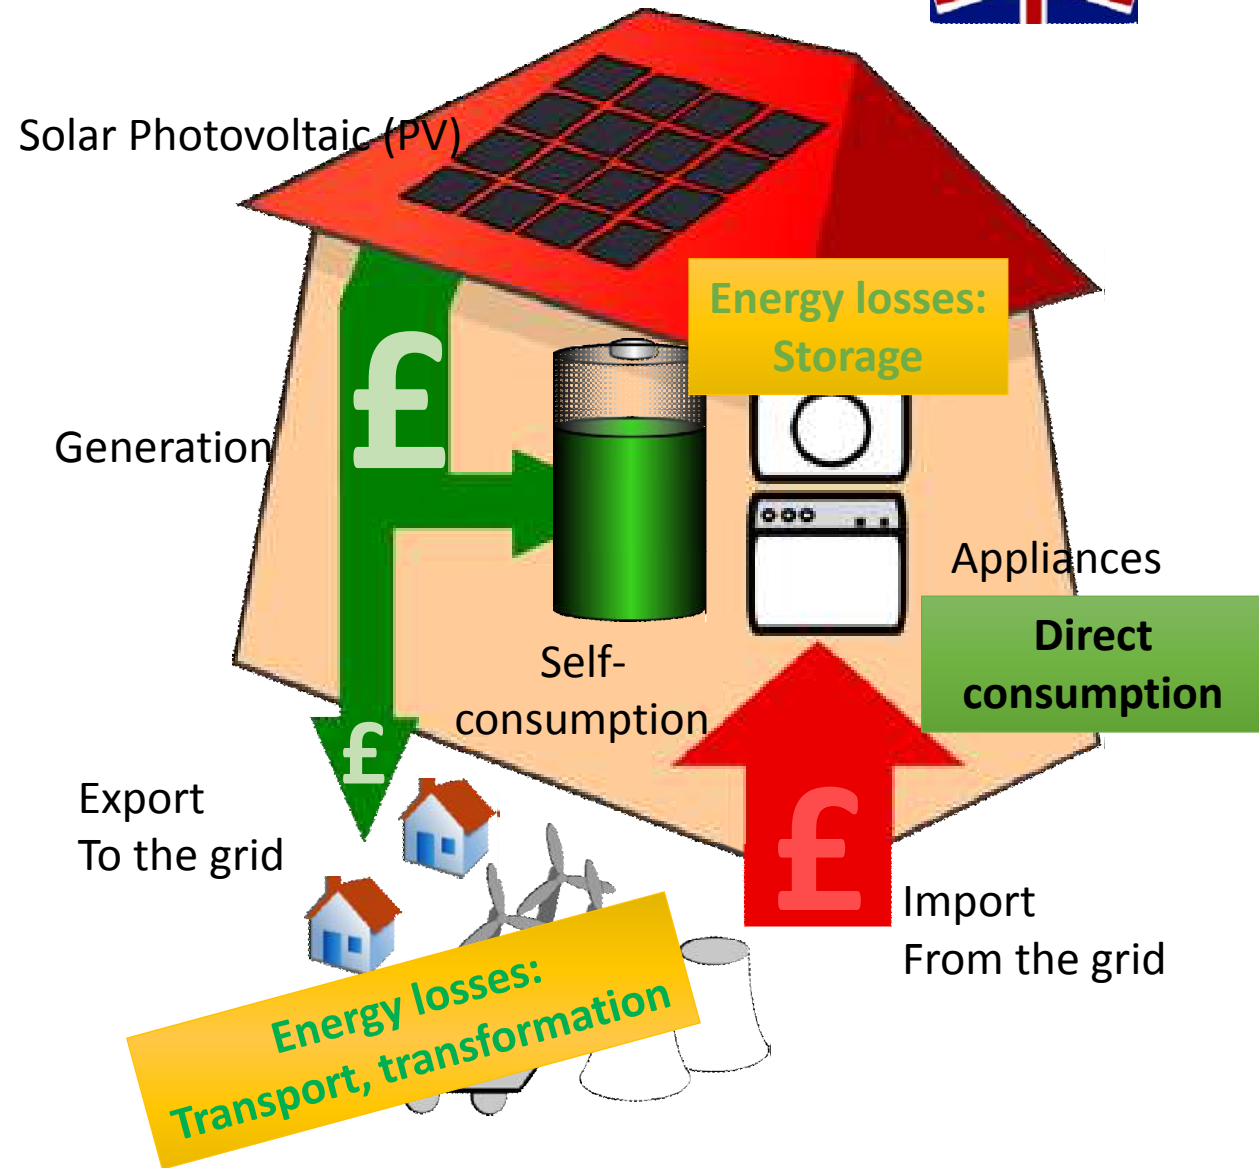 Solar Photovoltaic (PV)
Energy losses:
Storage
£
Generation
Appliances
Direct
consumption
Self-
consumption
£
Export
To the grid
£
Import
From the grid
Energy losses:
Transport, transformation